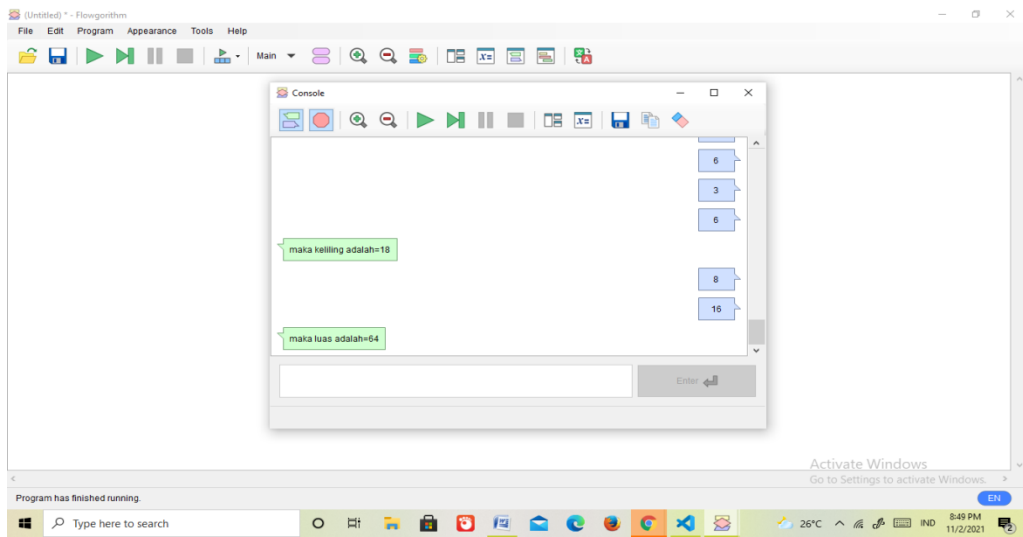 (Untitled) * - Flowgorithm
File Edit Program Appearance Tools Help
Main
Console
6
3
6
maka keliling adalah=18
8
16
maka luas adalah=64
Enter
Activate Windows
Go to Settings to activate Windows.
Program has finished running.
EN
Type here to search
26°C
IND
8:49 PM
11/2/2021
2